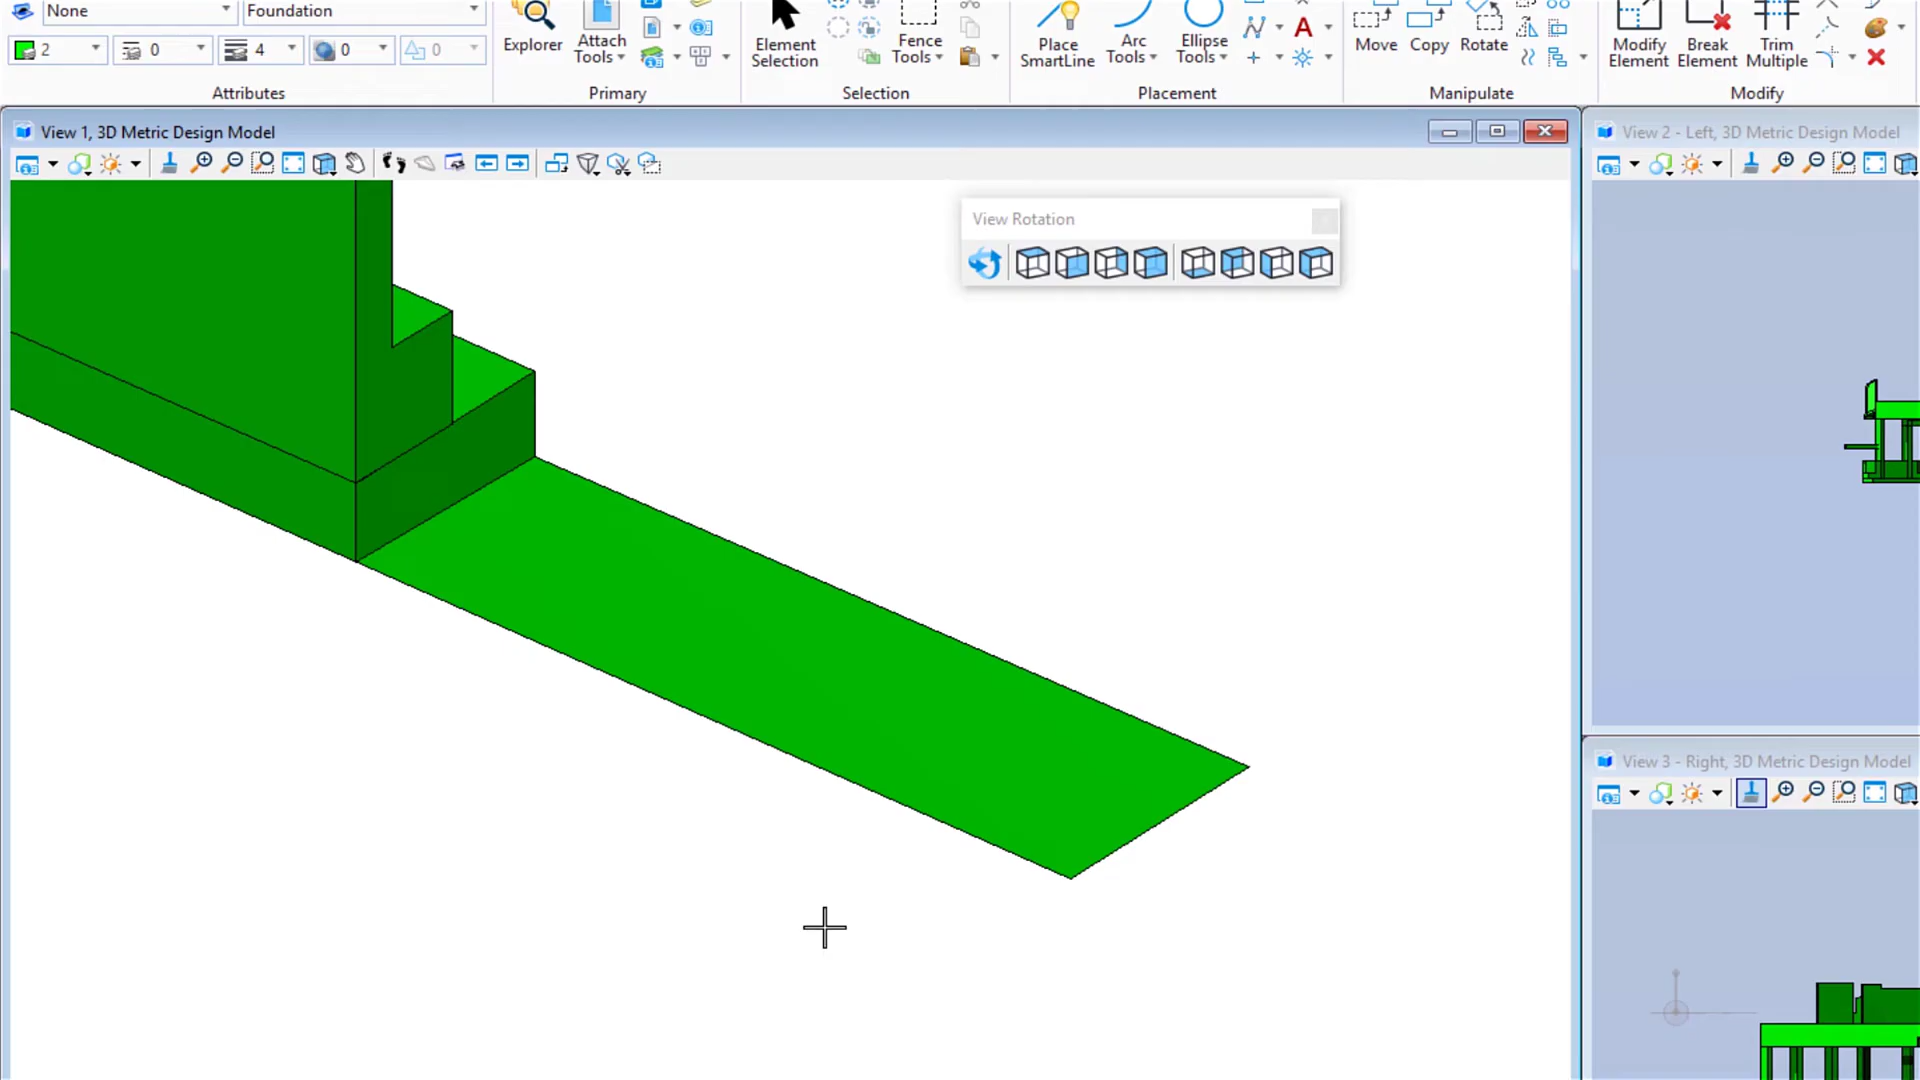 None
Foundation
2
0
4
0
0
Attributes
Explorer
Attach Tools
Primary
Element Selection
Fence Tools
Selection
Place SmartLine
Arc Tools
Ellipse Tools
Placement
Move
Copy
Rotate
Manipulate
Modify Element
Break Element
Trim Multiple
Modify
View 1, 3D Metric Design Model
View Rotation
View 2 - Left, 3D Metric Design Model
View 3 - Right, 3D Metric Design Model